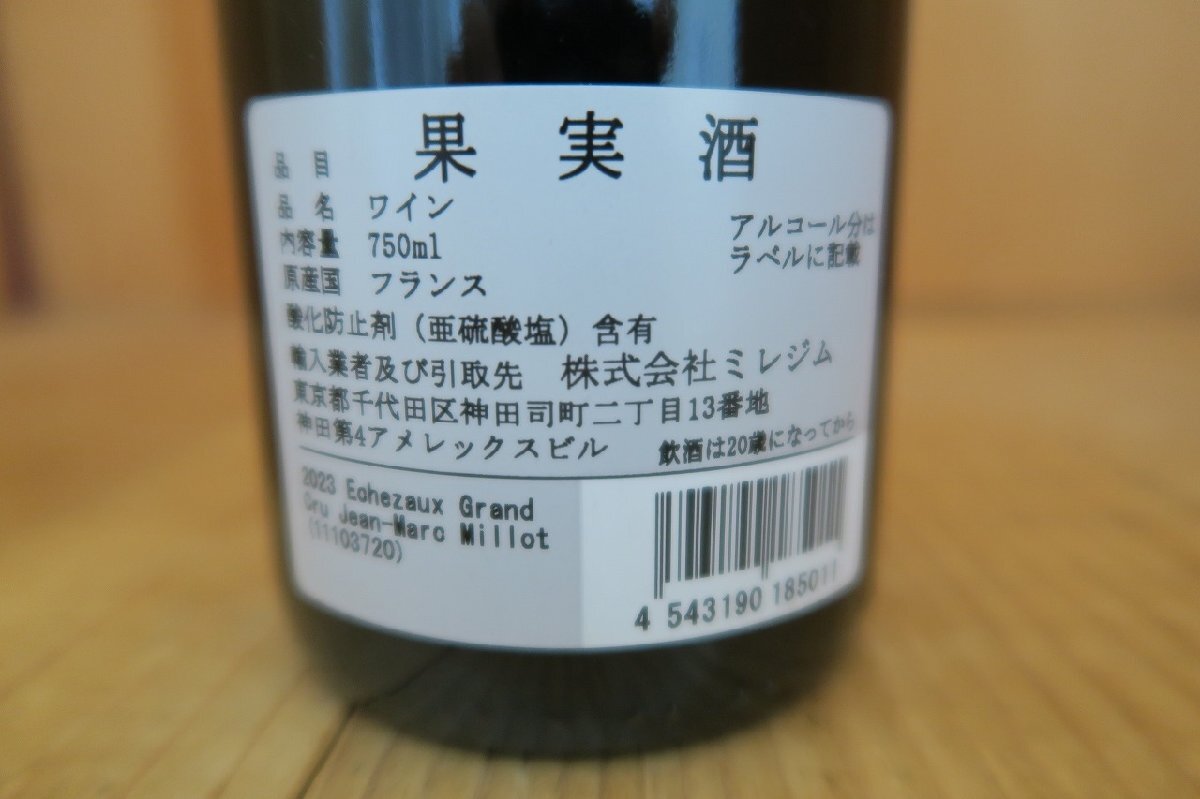 品目 果実酒
品名 ワイン
内容量 750ml
アルコール分は
ラベルに記載
原産国 フランス
酸化防止剤（亜硫酸塩）含有
輸入業者及び引取先 株式会社ミレジム
東京都千代田区神田司町二丁目13番地
神田第4アメレックスビル
飲酒は20歳になってから
2023 Echezaux Grand
Cru Jean-Marc Millot
(11103720)
4 543190 185011